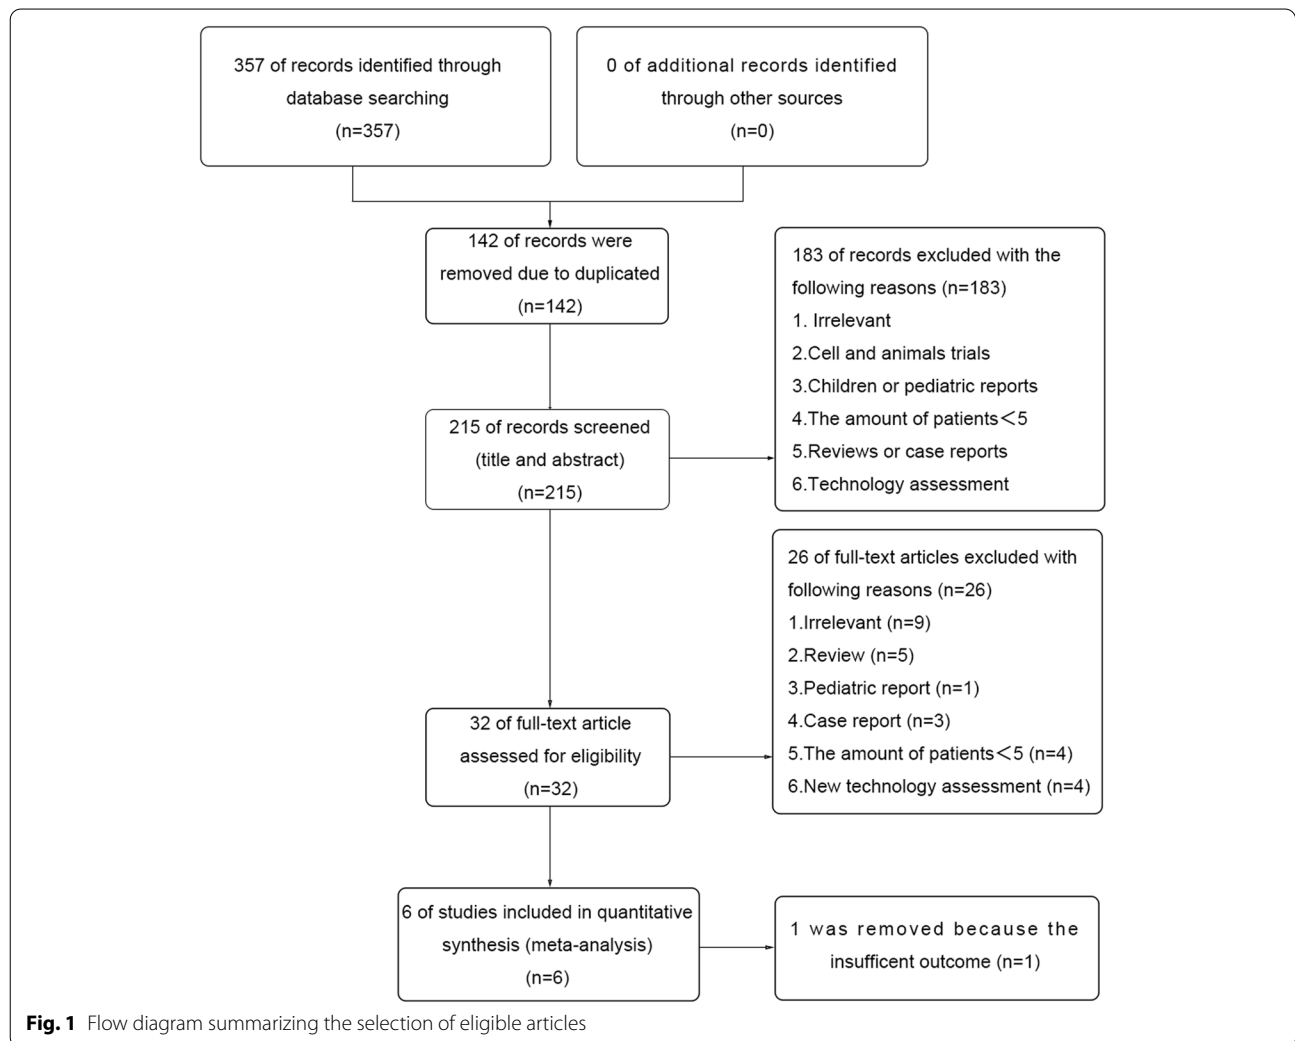 357 of records identified through
database searching
(n=357)
0 of additional records identified
through other sources
(n=0)
142 of records were
removed due to duplicated
(n=142)
183 of records excluded with the
following reasons (n=183)
1. Irrelevant
2.Cell and animals trials
3.Children or pediatric reports
4.The amount of patients<5
5.Reviews or case reports
6.Technology assessment
215 of records screened
(title and abstract)
(n=215)
26 of full-text articles excluded with
following reasons (n=26)
1.Irrelevant (n=9)
2.Review (n=5)
3.Pediatric report (n=1)
4.Case report (n=3)
5.The amount of patients<5 (n=4)
6.New technology assessment (n=4)
32 of full-text article
assessed for eligibility
(n=32)
6 of studies included in quantitative
synthesis (meta-analysis)
(n=6)
1 was removed because the
insufficent outcome (n=1)
Fig. 1 Flow diagram summarizing the selection of eligible articles